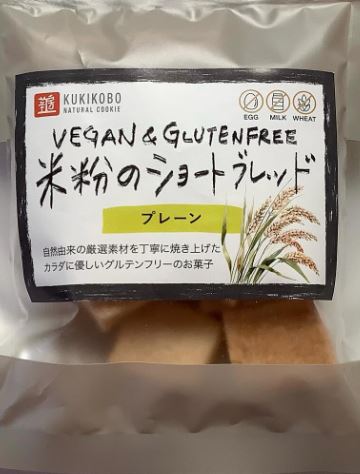 KUKIKOBO
NATURAL COOKIE
EGG MILK WHEAT
VEGAN & GLUTENFREE
米粉のショートブレッド
プレーン
自然由来の厳選素材を丁寧に焼き上げた
カラダに優しいグルテンフリーのお菓子